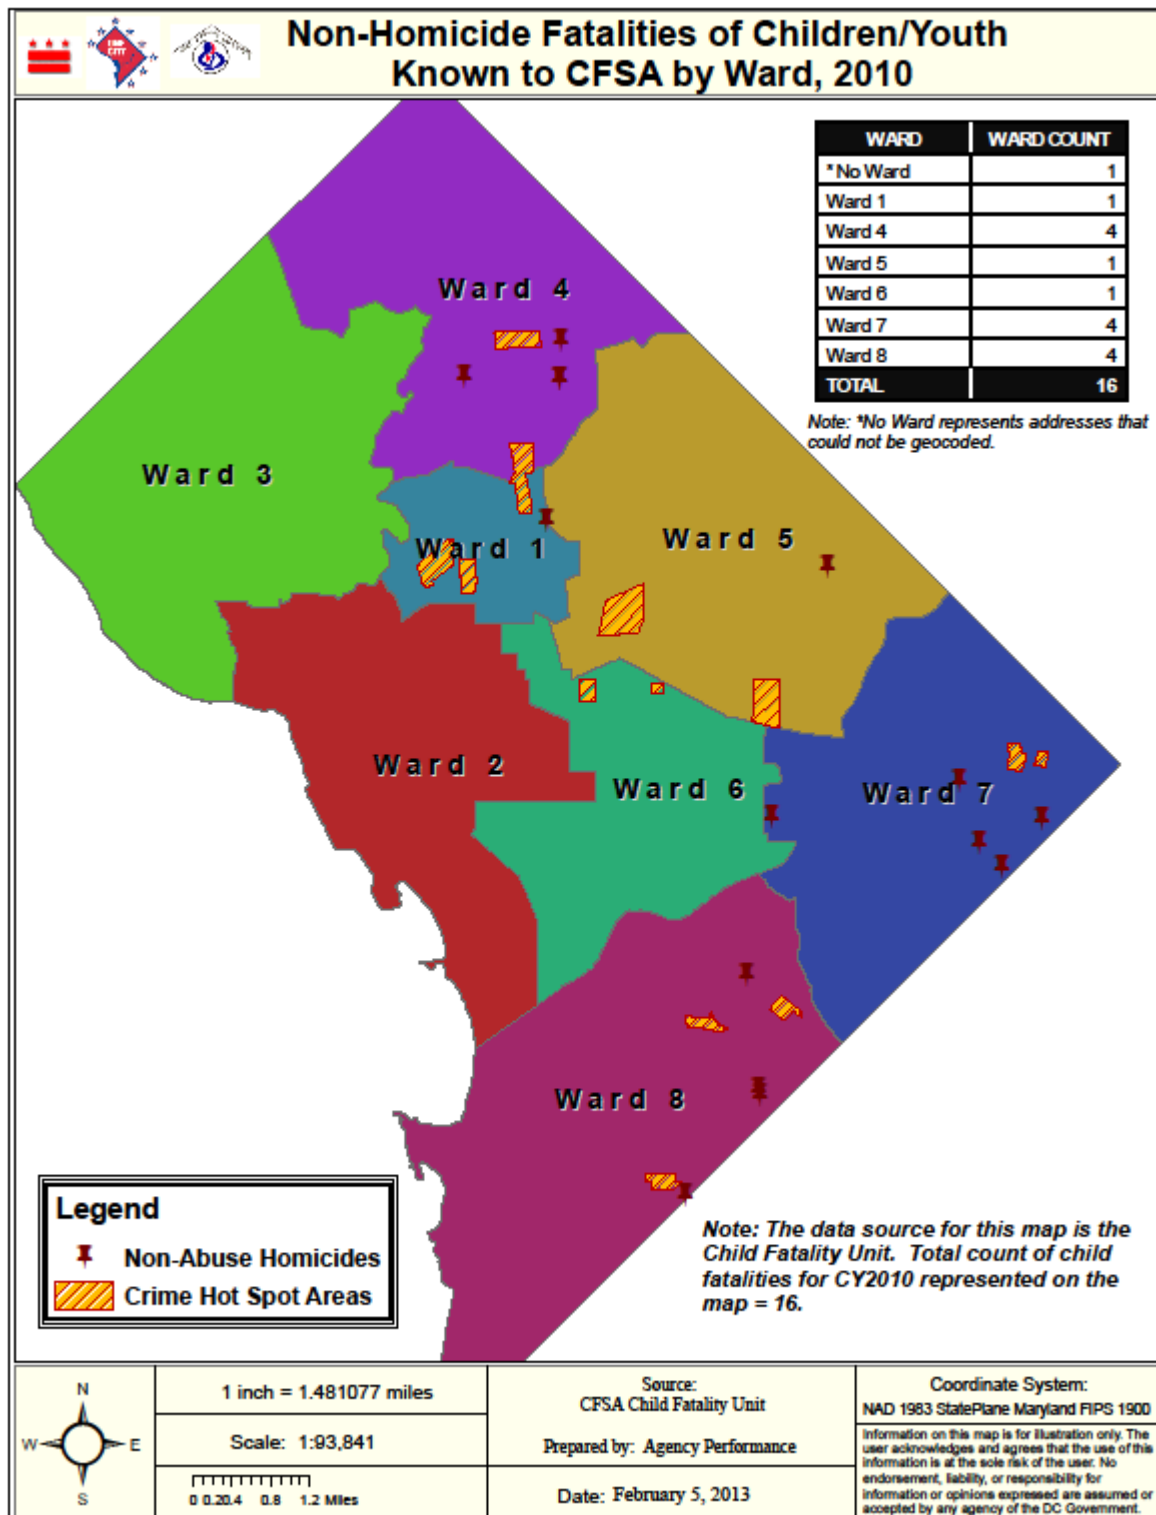 Non-Homicide Fatalities of Children/Youth
Known to CFSA by Ward, 2010
WARD WARD COUNT
*No Ward 1
Ward 1 1
Ward 4 4
Ward 5 1
Ward 6 1
Ward 7 4
Ward 8 4
TOTAL 16
Note: *No Ward represents addresses that
could not be geocoded.
Ward 4
Ward 3
Ward 5
Ward 1
Ward 2
Ward 6
Ward 7
Ward 8
Legend
Non-Abuse Homicides
Crime Hot Spot Areas
Note: The data source for this map is the
Child Fatality Unit. Total count of child
fatalities for CY2010 represented on the
map = 16.
N
W E
S
1 inch = 1.481077 miles
Scale: 1:93,841
0 0.20.4 0.8 1.2 Miles
Source:
CFSA Child Fatality Unit
Prepared by: Agency Performance
Date: February 5, 2013
Coordinate System:
NAD 1983 StatePlane Maryland FIPS 1900
Information on this map is for illustration only. The
user acknowledges and agrees that the use of this
information is at the sole risk of the user. No
endorsement, liability, or responsibility for
information or opinions expressed are assumed or
accepted by any agency of the DC Government.